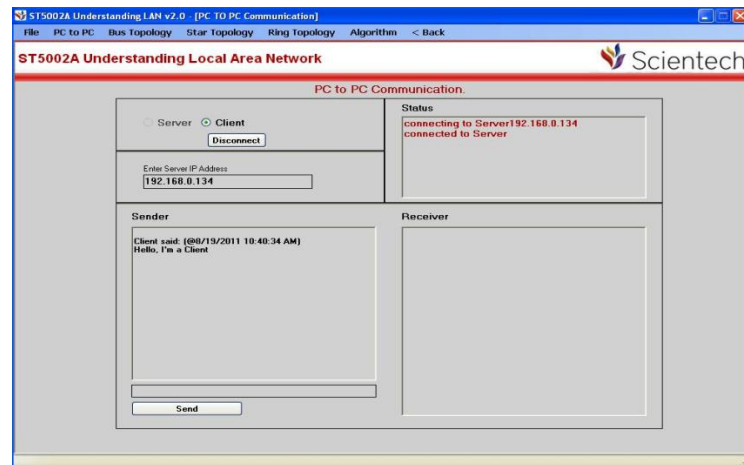 ST5002A Understanding LAN v2.0 - [PC TO PC Communication]
File PC to PC Bus Topology Star Topology Ring Topology Algorithm < Back
ST5002A Understanding Local Area Network
Scientech
PC to PC Communication.
Server Client
Disconnect
Enter Server IP Address
192.168.0.134
Status
connecting to Server192.168.0.134
connected to Server
Sender
Client said: (@8/19/2011 10:40:34 AM)
Hello, I'm a Client
Send
Receiver